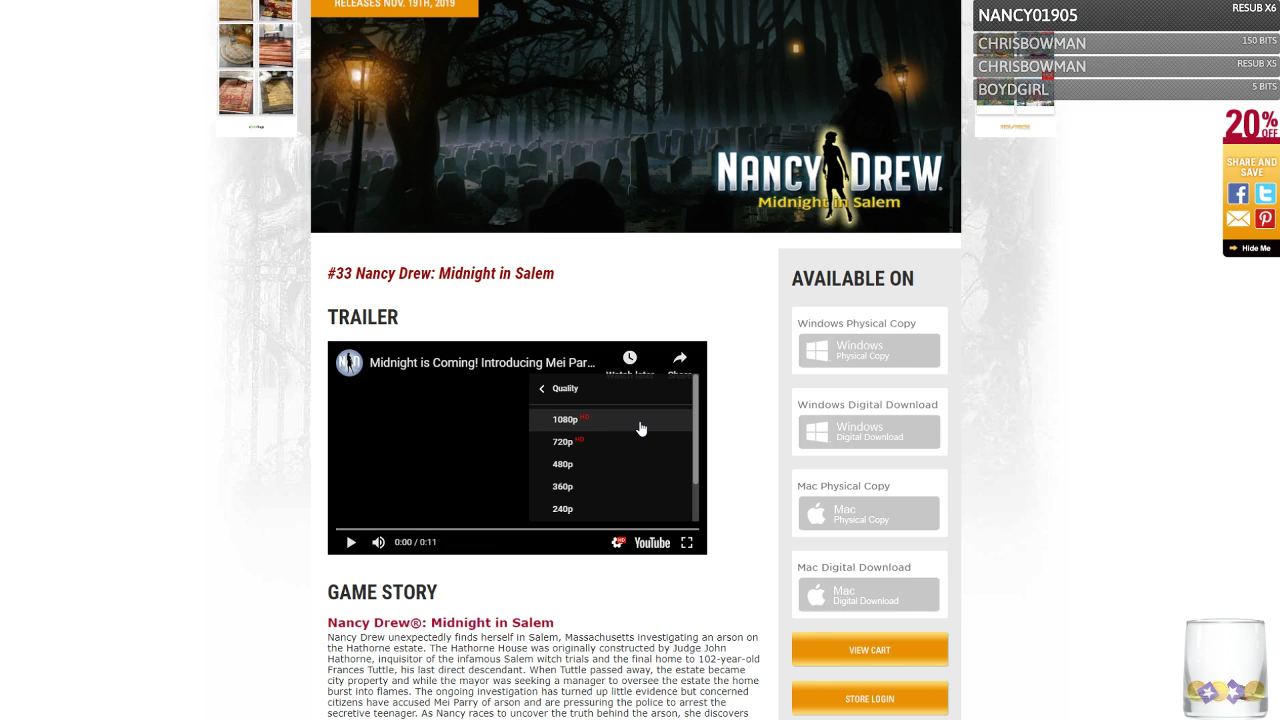 RELEASES NOV. 19TH, 2019
NANCY DREW
Midnight in Salem
NANCY01905 RESUB X6
CHRISBOWMAN 150 BITS
CHRISBOWMAN RESUB X5
BOYDGIRL 5 BITS
20% OFF
SHARE AND
SAVE
Hide Me
#33 Nancy Drew: Midnight in Salem
TRAILER
Midnight is Coming! Introducing Mei Par...
Watch later Share
Quality
1080p HD
720p HD
480p
360p
240p
0:00 / 0:11
HD
YouTube
GAME STORY
Nancy Drew®: Midnight in Salem
Nancy Drew unexpectedly finds herself in Salem, Massachusetts investigating an arson on
the Hathorne estate. The Hathorne House was originally constructed by Judge John
Hathorne, inquisitor of the infamous Salem witch trials and the final home to 102-year-old
Frances Tuttle, his last direct descendant. When Tuttle passed away, the estate became
city property and while the mayor was seeking a manager to oversee the estate the home
burst into flames. The ongoing investigation has turned up little evidence but concerned
citizens have accused Mei Parry of arson and are pressuring the police to arrest the
secretive teenager. As Nancy races to uncover the truth behind the arson, she discovers
AVAILABLE ON
Windows Physical Copy
Windows
Physical Copy
Windows Digital Download
Windows
Digital Download
Mac Physical Copy
Mac
Physical Copy
Mac Digital Download
Mac
Digital Download
VIEW CART
STORE LOGIN